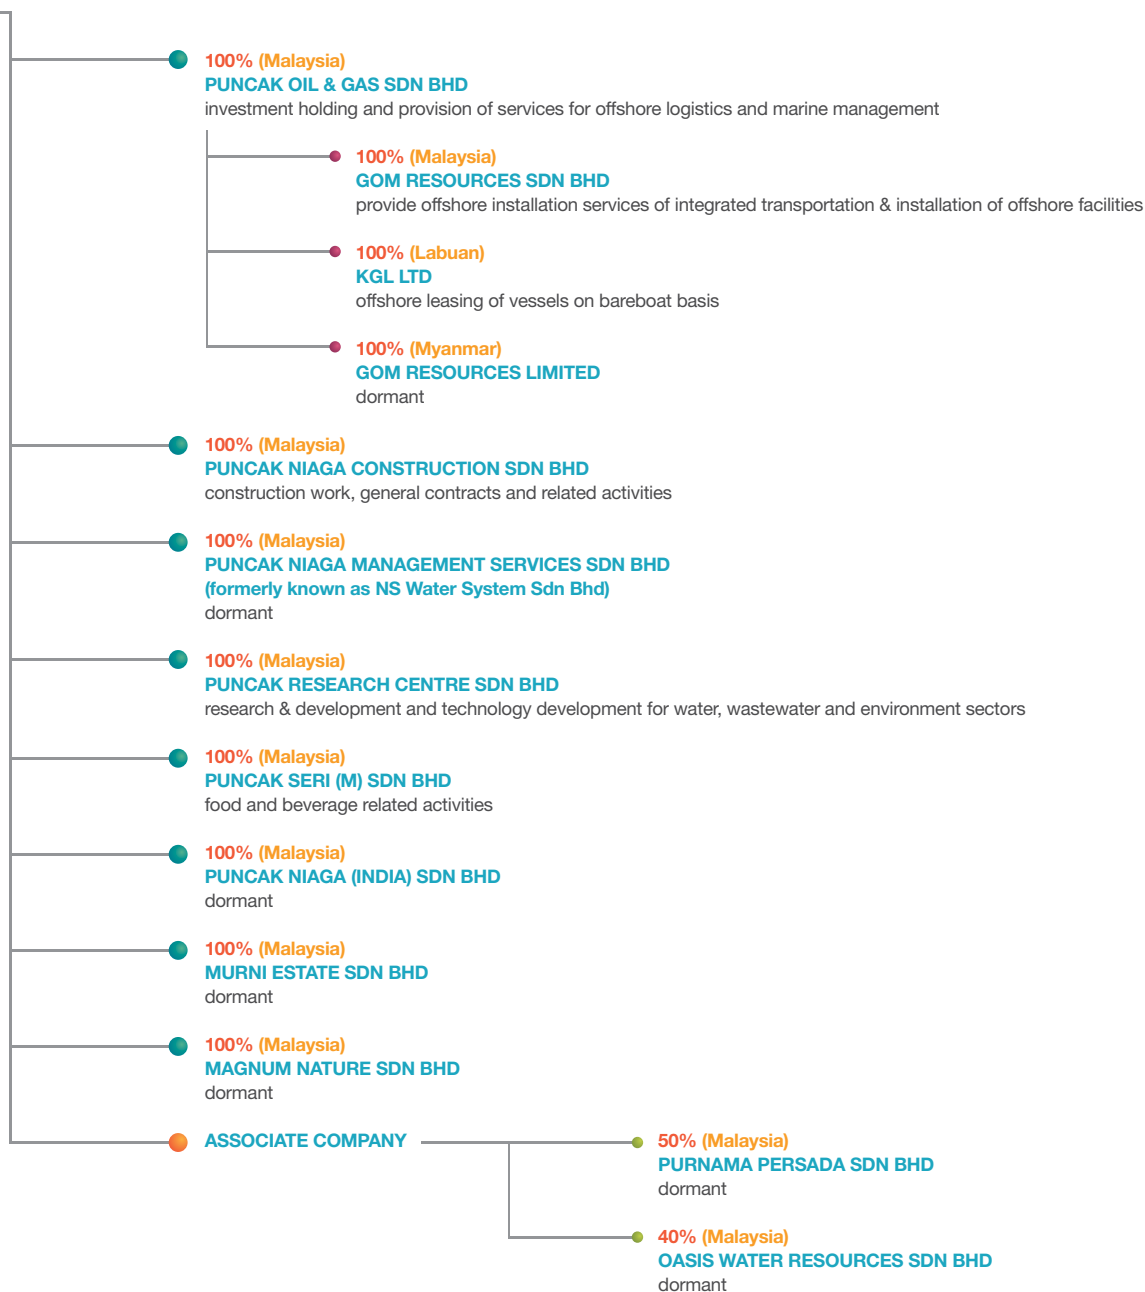 100% (Malaysia)
PUNCAK OIL & GAS SDN BHD
investment holding and provision of services for offshore logistics and marine management
100% (Malaysia)
GOM RESOURCES SDN BHD
provide offshore installation services of integrated transportation & installation of offshore facilities
100% (Labuan)
KGL LTD
offshore leasing of vessels on bareboat basis
100% (Myanmar)
GOM RESOURCES LIMITED
dormant
100% (Malaysia)
PUNCAK NIAGA CONSTRUCTION SDN BHD
construction work, general contracts and related activities
100% (Malaysia)
PUNCAK NIAGA MANAGEMENT SERVICES SDN BHD
(formerly known as NS Water System Sdn Bhd)
dormant
100% (Malaysia)
PUNCAK RESEARCH CENTRE SDN BHD
research & development and technology development for water, wastewater and environment sectors
100% (Malaysia)
PUNCAK SERI (M) SDN BHD
food and beverage related activities
100% (Malaysia)
PUNCAK NIAGA (INDIA) SDN BHD
dormant
100% (Malaysia)
MURNI ESTATE SDN BHD
dormant
100% (Malaysia)
MAGNUM NATURE SDN BHD
dormant
ASSOCIATE COMPANY
50% (Malaysia)
PURNAMA PERSADA SDN BHD
dormant
40% (Malaysia)
OASIS WATER RESOURCES SDN BHD
dormant